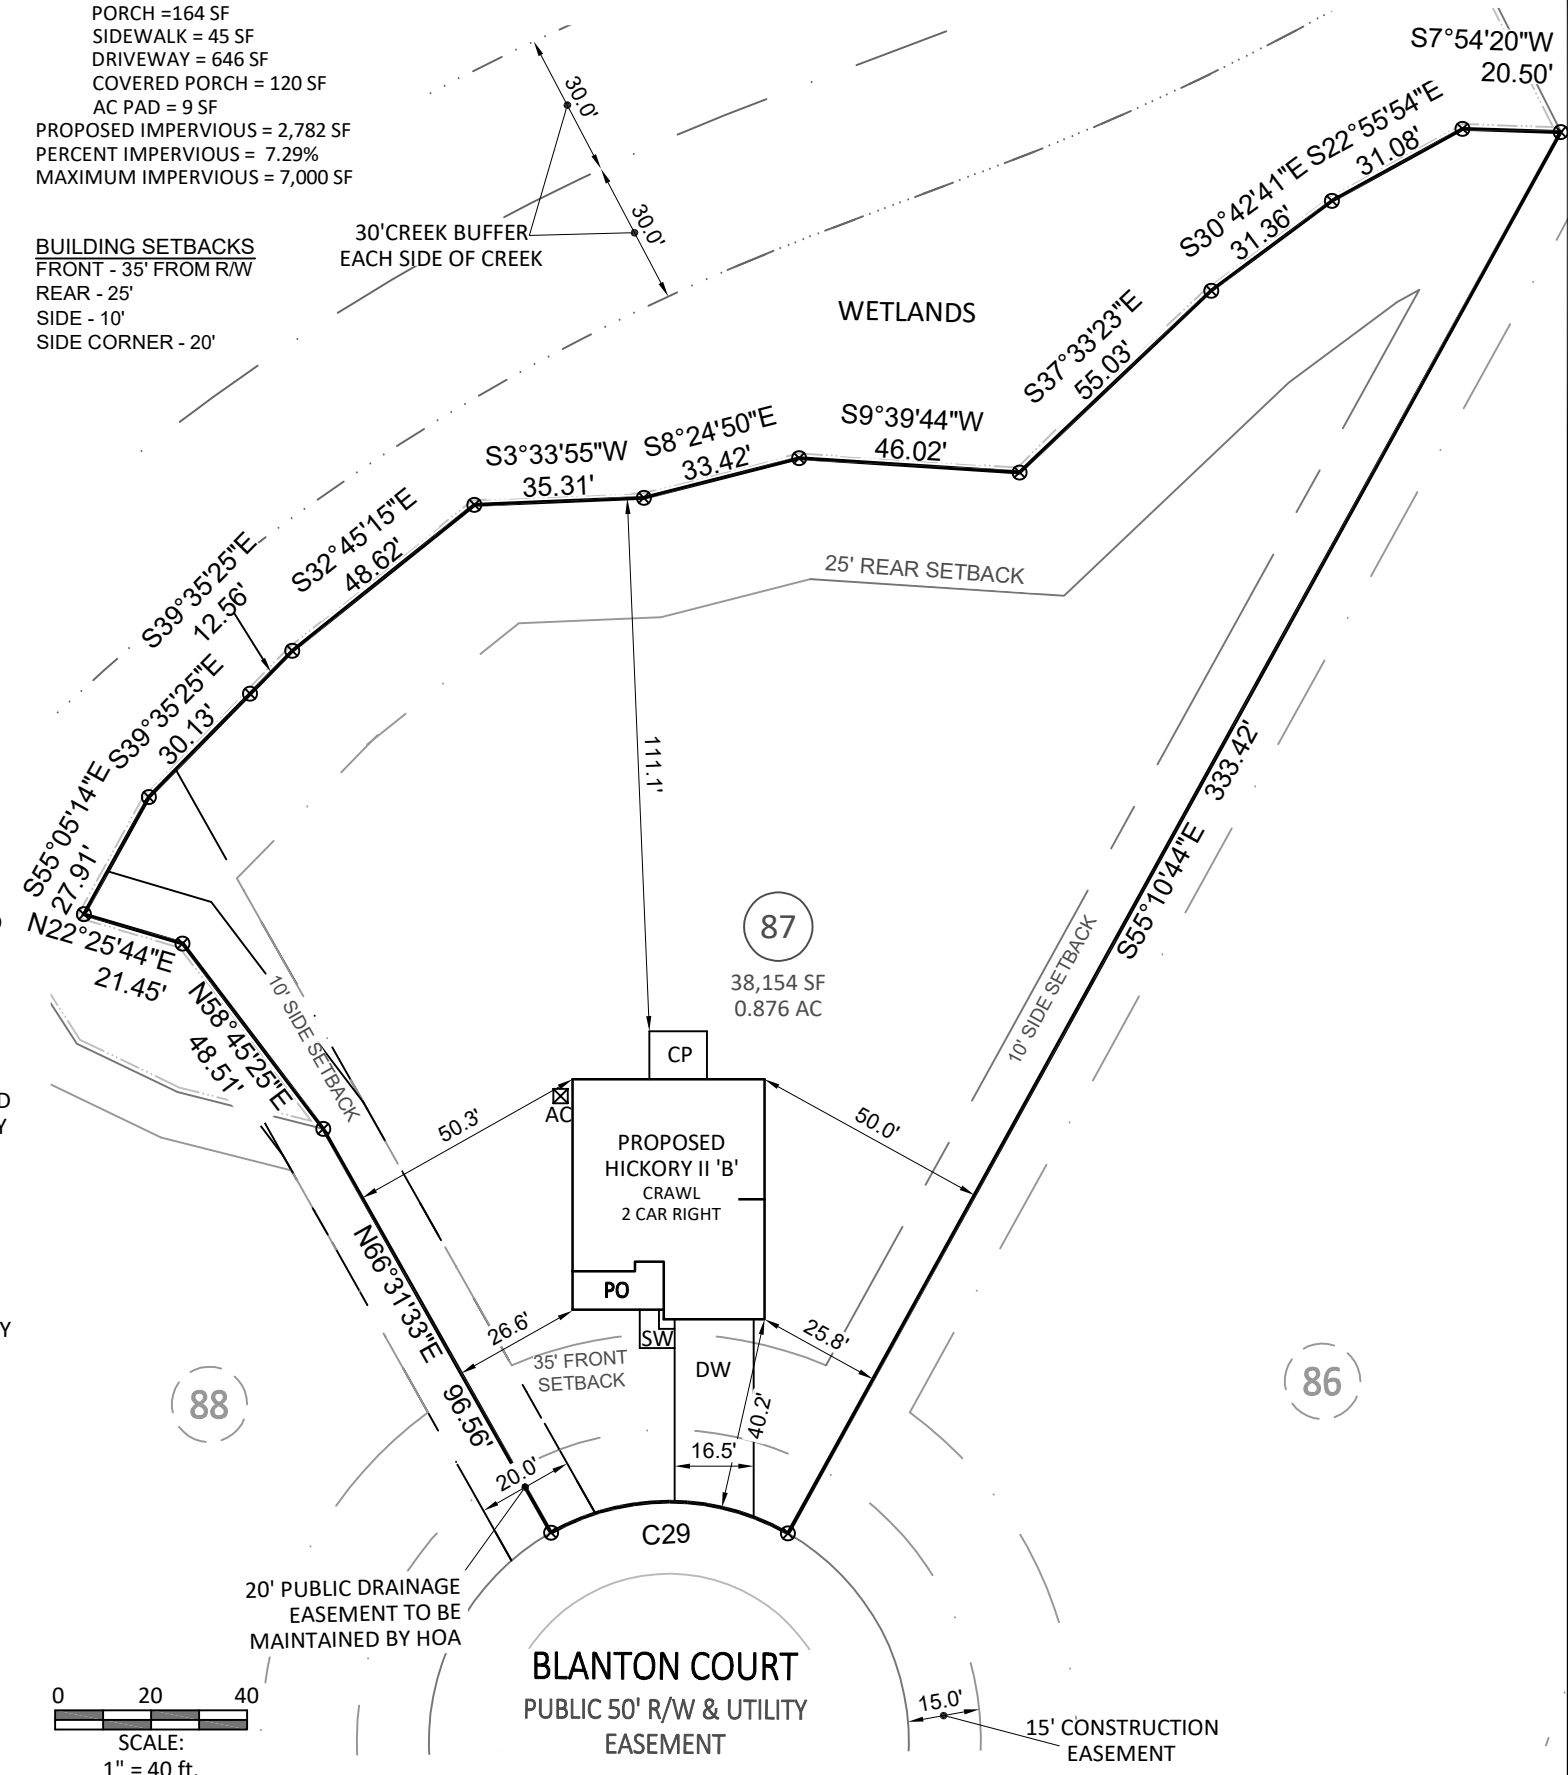 PORCH =164 SF
SIDEWALK = 45 SF
DRIVEWAY = 646 SF
COVERED PORCH = 120 SF
AC PAD = 9 SF
PROPOSED IMPERVIOUS = 2,782 SF
PERCENT IMPERVIOUS = 7.29%
MAXIMUM IMPERVIOUS = 7,000 SF
BUILDING SETBACKS
FRONT - 35' FROM R/W
REAR - 25'
SIDE - 10'
SIDE CORNER - 20'
30.0'
30.0'
30'CREEK BUFFER
EACH SIDE OF CREEK
WETLANDS
S7°54'20"W
20.50'
S22°55'54"E
31.08'
S30°42'41"E
31.36'
S37°33'23"E
55.03'
S9°39'44"W
46.02'
S8°24'50"E
33.42'
S3°33'55"W
35.31'
S32°45'15"E
48.62'
S39°35'25"E
12.56'
S39°35'25"E
30.13'
S55°05'14"E
27.91'
N22°25'44"E
21.45'
N58°45'25"E
48.51'
N66°31'33"E 96.56'
S55°10'44"E 333.42'
25' REAR SETBACK
111.1'
87
38,154 SF
0.876 AC
10' SIDE SETBACK
10' SIDE SETBACK
CP
AC
50.3'
50.0'
PROPOSED
HICKORY II 'B'
CRAWL
2 CAR RIGHT
PO
SW
DW
26.6'
25.8'
35' FRONT
SETBACK
40.2'
16.5'
20.0'
C29
88
86
D
Y
Y
20' PUBLIC DRAINAGE
EASEMENT TO BE
MAINTAINED BY HOA
BLANTON COURT
PUBLIC 50' R/W & UTILITY
EASEMENT
15.0'
15' CONSTRUCTION
EASEMENT
0 20 40
SCALE:
1" = 40 ft.